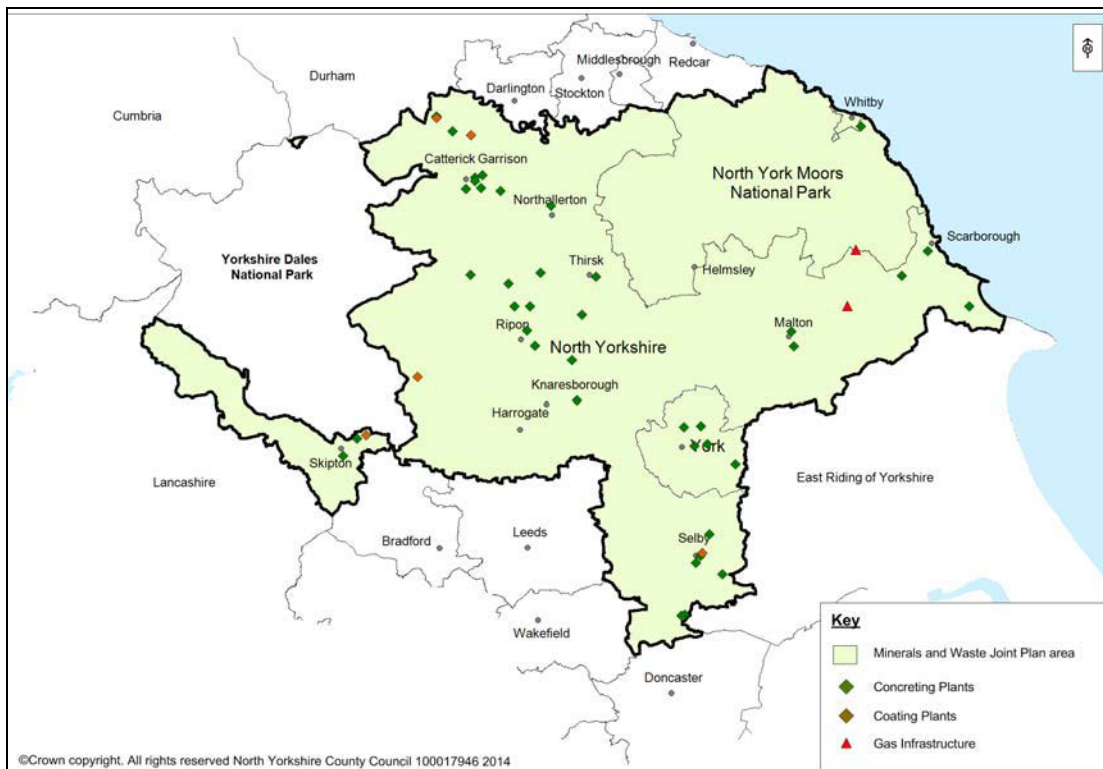 Middlesbrough
Redcar
Durham
Darlington
Stockton
Cumbria
Whitby
Catterick Garrison
North York Moors
National Park
Northallerton
Scarborough
Yorkshire Dales
National Park
Thirsk
Helmsley
Ripon
North Yorkshire
Malton
Knaresborough
Harrogate
York
Skipton
East Riding of Yorkshire
Lancashire
Leeds
Bradford
Selby
Wakefield
Doncaster
Key
Minerals and Waste Joint Plan area
Concreting Plants
Coating Plants
Gas Infrastructure
©Crown copyright. All rights reserved North Yorkshire County Council 100017946 2014